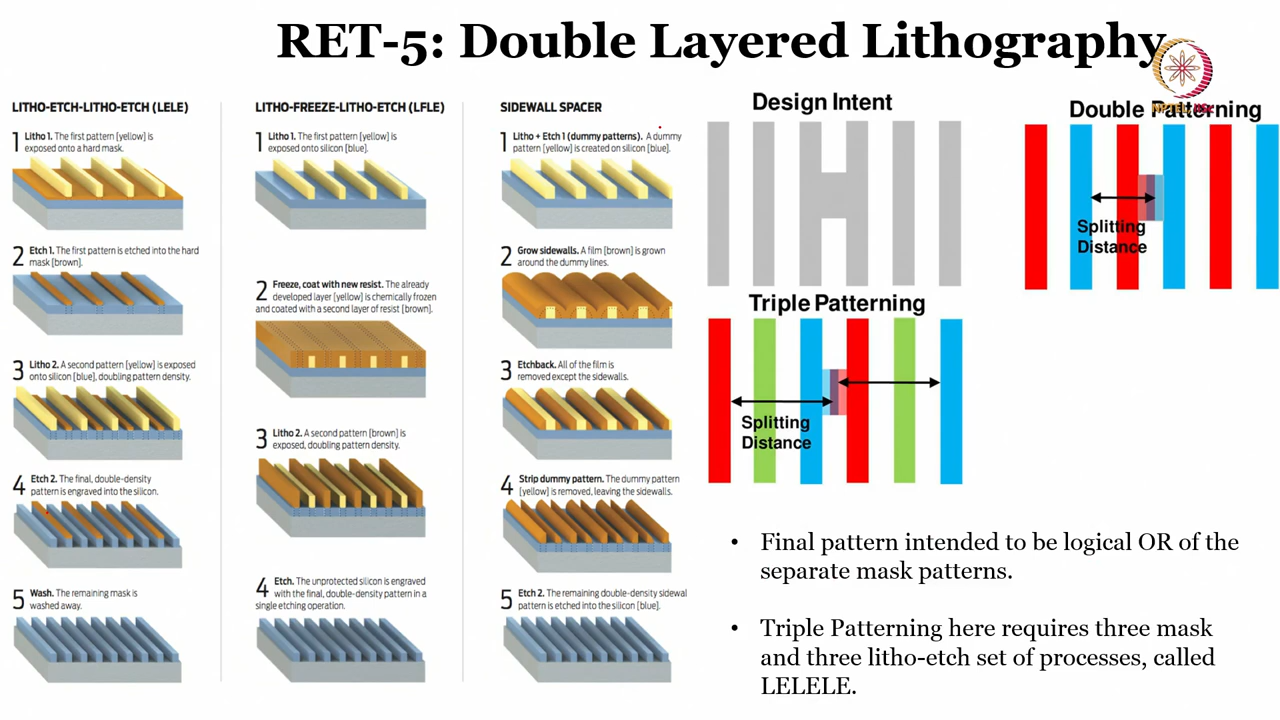 RET-5: Double Layered Lithography
LITHO-ETCH-LITHO-ETCH (LELE)
1 Litho 1. The first pattern [yellow] is
exposed onto a hard mask.
2 Etch 1. The first pattern is etched into the hard
mask [brown].
3 Litho 2. A second pattern [yellow] is exposed
onto silicon [blue], doubling pattern density.
4 Etch 2. The final, double-density
pattern is engraved into the silicon.
5 Wash. The remaining mask is
washed away.
LITHO-FREEZE-LITHO-ETCH (LFLE)
1 Litho 1. The first pattern [yellow] is
exposed onto silicon [blue].
2 Freeze, coat with new resist. The already
developed layer [yellow] is chemically frozen
and coated with a second layer of resist [brown].
3 Litho 2. A second pattern [brown] is
exposed, doubling pattern density.
4 Etch. The unprotected silicon is engraved
with the final, double-density pattern in a
single etching operation.
SIDEWALL SPACER
1 Litho + Etch 1 (dummy patterns). A dummy
pattern [yellow] is created on silicon [blue].
2 Grow sidewalls. A film [brown] is grown
around the dummy lines.
3 Etchback. All of the film is
removed except the sidewalls.
4 Strip dummy pattern. The dummy pattern
[yellow] is removed, leaving the sidewalls.
5 Etch 2. The remaining double-density sidewal
pattern is etched into the silicon [blue].
Design Intent
Double Patterning
Splitting
Distance
Triple Patterning
Splitting
Distance
• Final pattern intended to be logical OR of the
separate mask patterns.
• Triple Patterning here requires three mask
and three litho-etch set of processes, called
LELELE.